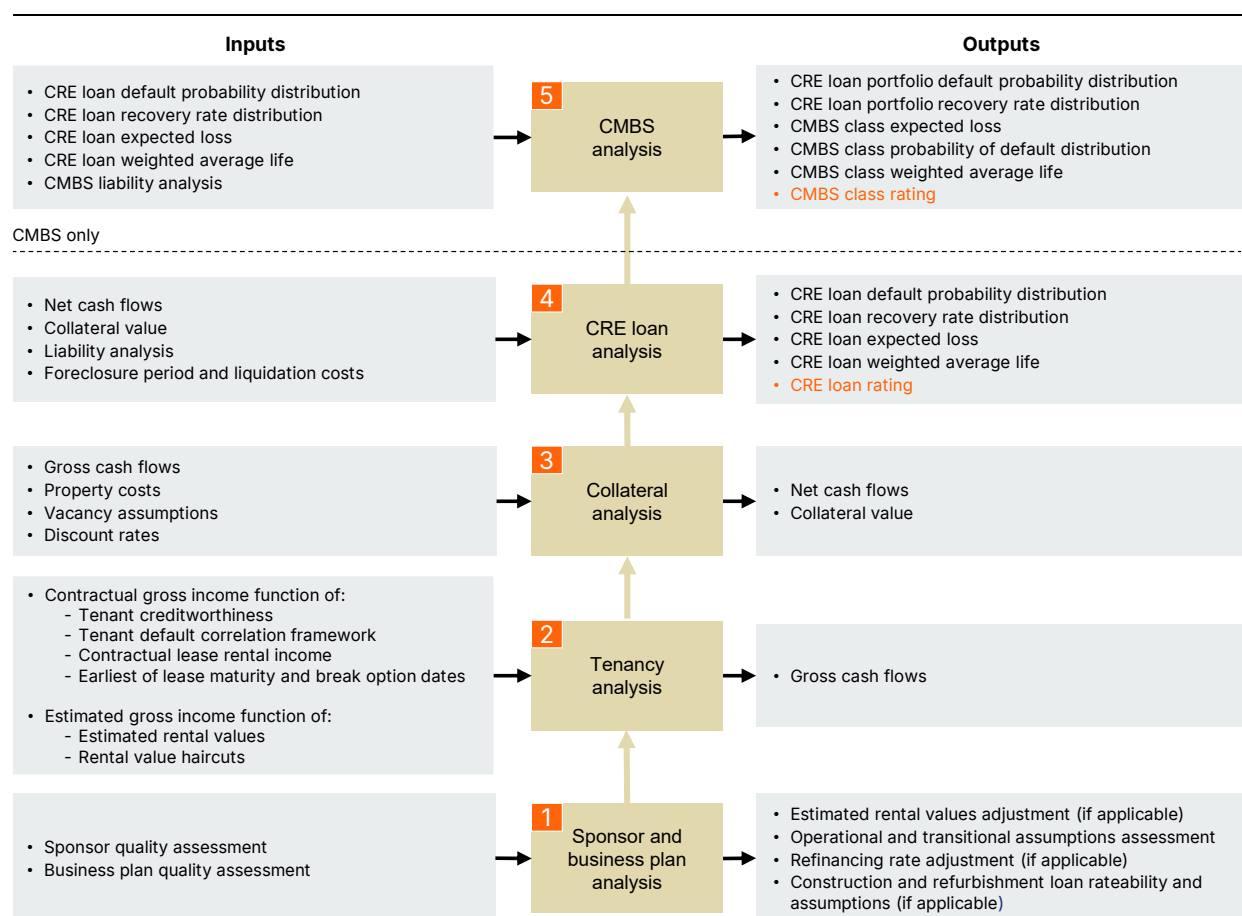 Inputs
Outputs
• CRE loan default probability distribution
• CRE loan recovery rate distribution
• CRE loan expected loss
• CRE loan weighted average life
• CMBS liability analysis
5
CMBS
analysis
• CRE loan portfolio default probability distribution
• CRE loan portfolio recovery rate distribution
• CMBS class expected loss
• CMBS class probability of default distribution
• CMBS class weighted average life
• CMBS class rating
CMBS only
• Net cash flows
• Collateral value
• Liability analysis
• Foreclosure period and liquidation costs
4
CRE loan
analysis
• CRE loan default probability distribution
• CRE loan recovery rate distribution
• CRE loan expected loss
• CRE loan weighted average life
• CRE loan rating
• Gross cash flows
• Property costs
• Vacancy assumptions
• Discount rates
3
Collateral
analysis
• Net cash flows
• Collateral value
• Contractual gross income function of:
- Tenant creditworthiness
- Tenant default correlation framework
- Contractual lease rental income
- Earliest of lease maturity and break option dates
• Estimated gross income function of:
- Estimated rental values
- Rental value haircuts
2
Tenancy
analysis
• Gross cash flows
• Sponsor quality assessment
• Business plan quality assessment
1
Sponsor and
business plan
analysis
• Estimated rental values adjustment (if applicable)
• Operational and transitional assumptions assessment
• Refinancing rate adjustment (if applicable)
• Construction and refurbishment loan rateability and
assumptions (if applicable)